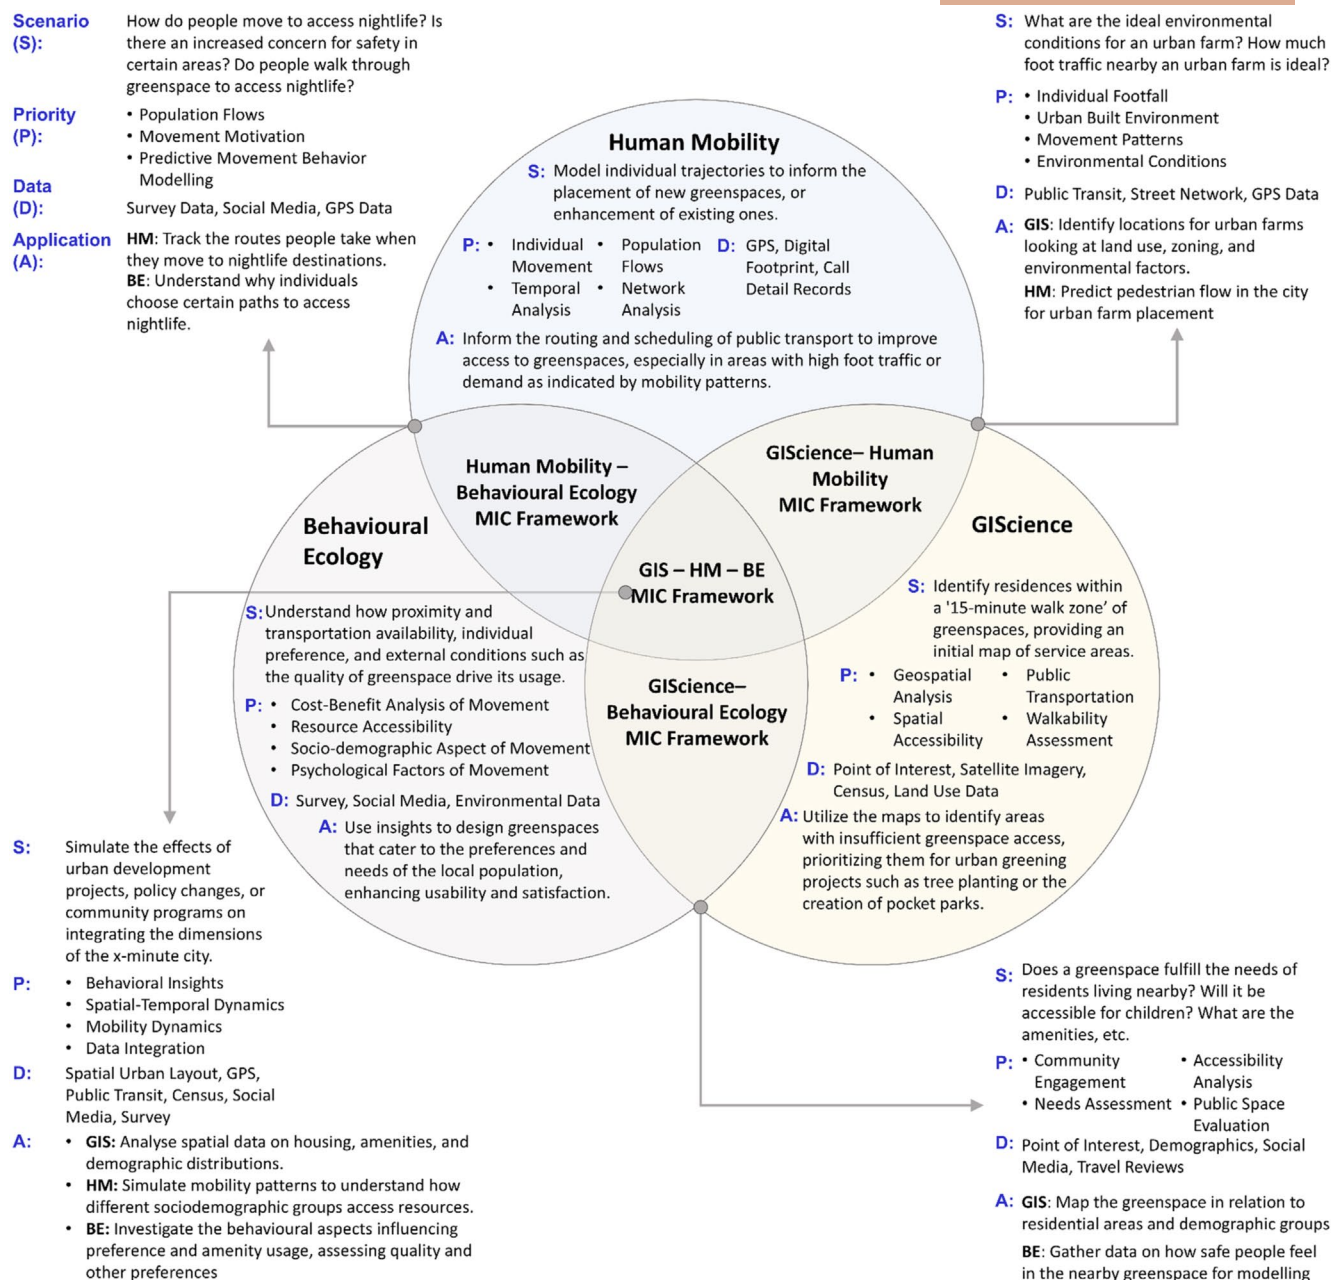 Scenario (S):
How do people move to access nightlife? Is
there an increased concern for safety in
certain areas? Do people walk through
greenspace to access nightlife?
Priority (P):
• Population Flows
• Movement Motivation
• Predictive Movement Behavior
Modelling
Data (D):
Survey Data, Social Media, GPS Data
Application (A):
HM: Track the routes people take when
they move to nightlife destinations.
BE: Understand why individuals
choose certain paths to access
nightlife.
S: What are the ideal environmental
conditions for an urban farm? How much
foot traffic nearby an urban farm is ideal?
P: • Individual Footfall
• Urban Built Environment
• Movement Patterns
• Environmental Conditions
D: Public Transit, Street Network, GPS Data
A: GIS: Identify locations for urban farms
looking at land use, zoning, and
environmental factors.
HM: Predict pedestrian flow in the city
for urban farm placement
Human Mobility
S: Model individual trajectories to inform the
placement of new greenspaces, or
enhancement of existing ones.
P: • Individual
Movement
• Temporal
Analysis
• Population
Flows
• Network
Analysis
D: GPS, Digital
Footprint, Call
Detail Records
A: Inform the routing and scheduling of public transport to improve
access to greenspaces, especially in areas with high foot traffic or
demand as indicated by mobility patterns.
Human Mobility –
Behavioural Ecology
MIC Framework
GIScience– Human
Mobility
MIC Framework
GIS – HM – BE
MIC Framework
GIScience–
Behavioural Ecology
MIC Framework
Behavioural
Ecology
S: Understand how proximity and
transportation availability, individual
preference, and external conditions such as
the quality of greenspace drive its usage.
P: • Cost-Benefit Analysis of Movement
• Resource Accessibility
• Socio-demographic Aspect of Movement
• Psychological Factors of Movement
D: Survey, Social Media, Environmental Data
A: Use insights to design greenspaces
that cater to the preferences and
needs of the local population,
enhancing usability and satisfaction.
GIScience
S: Identify residences within
a '15-minute walk zone’ of
greenspaces, providing an
initial map of service areas.
P: • Geospatial
Analysis
• Spatial
Accessibility
• Public
Transportation
• Walkability
Assessment
D: Point of Interest, Satellite Imagery,
Census, Land Use Data
A: Utilize the maps to identify areas
with insufficient greenspace access,
prioritizing them for urban greening
projects such as tree planting or the
creation of pocket parks.
S: Simulate the effects of
urban development
projects, policy changes, or
community programs on
integrating the dimensions
of the x-minute city.
P: • Behavioral Insights
• Spatial-Temporal Dynamics
• Mobility Dynamics
• Data Integration
D: Spatial Urban Layout, GPS,
Public Transit, Census, Social
Media, Survey
A: • GIS: Analyse spatial data on housing, amenities, and
demographic distributions.
• HM: Simulate mobility patterns to understand how
different sociodemographic groups access resources.
• BE: Investigate the behavioural aspects influencing
preference and amenity usage, assessing quality and
other preferences
S: Does a greenspace fulfill the needs of
residents living nearby? Will it be
accessible for children? What are the
amenities, etc.
P: • Community
Engagement
• Needs Assessment
• Accessibility
Analysis
• Public Space
Evaluation
D: Point of Interest, Demographics, Social
Media, Travel Reviews
A: GIS: Map the greenspace in relation to
residential areas and demographic groups
BE: Gather data on how safe people feel
in the nearby greenspace for modelling